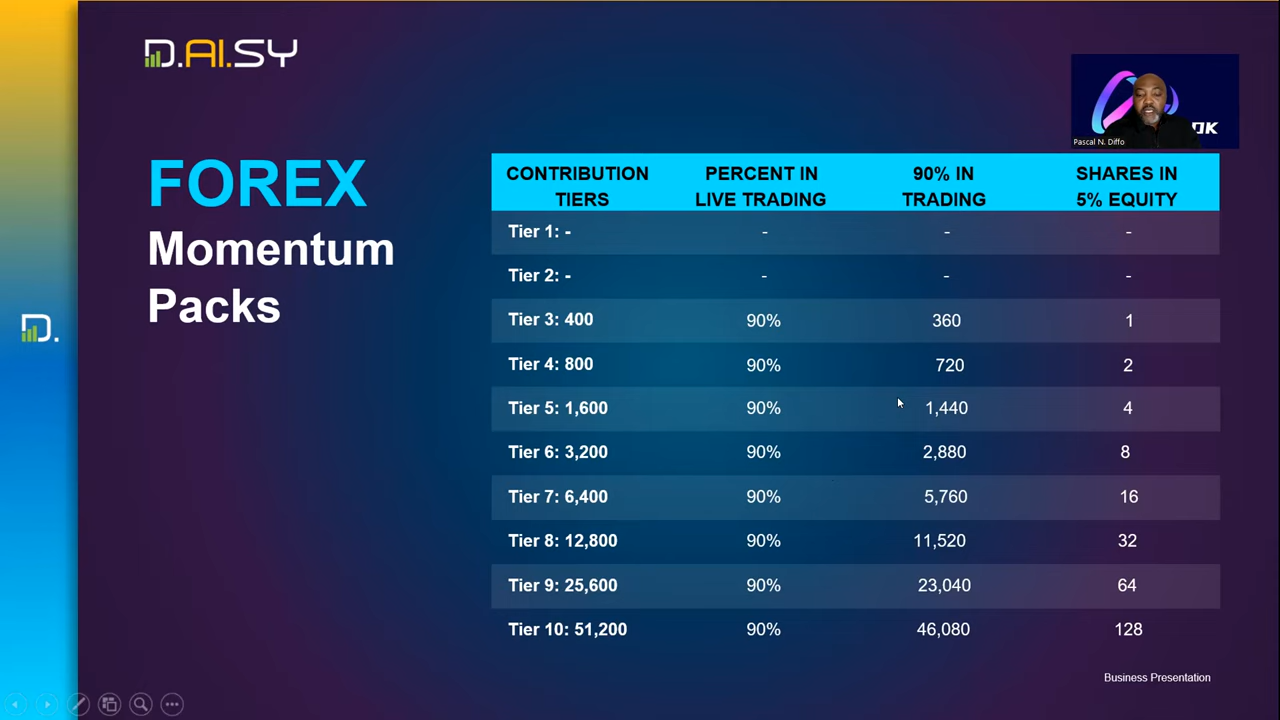 D.AI.SY
OK
Pascal N. Diffo
FOREX
Momentum
Packs
CONTRIBUTION TIERS PERCENT IN LIVE TRADING 90% IN TRADING SHARES IN 5% EQUITY
Tier 1: - - - -
Tier 2: - - - -
Tier 3: 400 90% 360 1
Tier 4: 800 90% 720 2
Tier 5: 1,600 90% 1,440 4
Tier 6: 3,200 90% 2,880 8
Tier 7: 6,400 90% 5,760 16
Tier 8: 12,800 90% 11,520 32
Tier 9: 25,600 90% 23,040 64
Tier 10: 51,200 90% 46,080 128
D.
Business Presentation